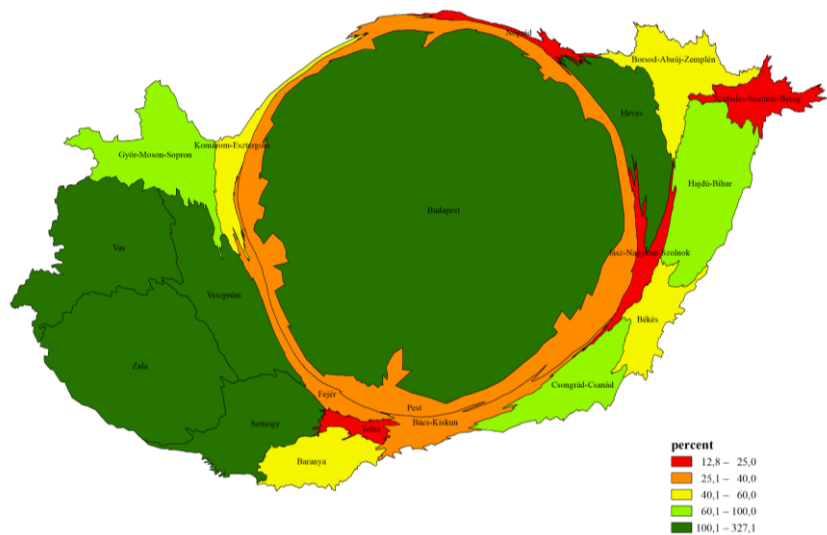 Nógrád
Borsod-Abaúj-Zemplén
Szabolcs-Szatmár-Bereg
Heves
Komárom-Esztergom
Győr-Moson-Sopron
Hajdú-Bihar
Budapest
Vas
Jász-Nagykun-Szolnok
Veszprém
Békés
Zala
Csongrád-Csanád
Fejér
Pest
Somogy
Tolna
Bács-Kiskun
Baranya
percent
12,8 – 25,0
25,1 – 40,0
40,1 – 60,0
60,1 – 100,0
100,1 – 327,1